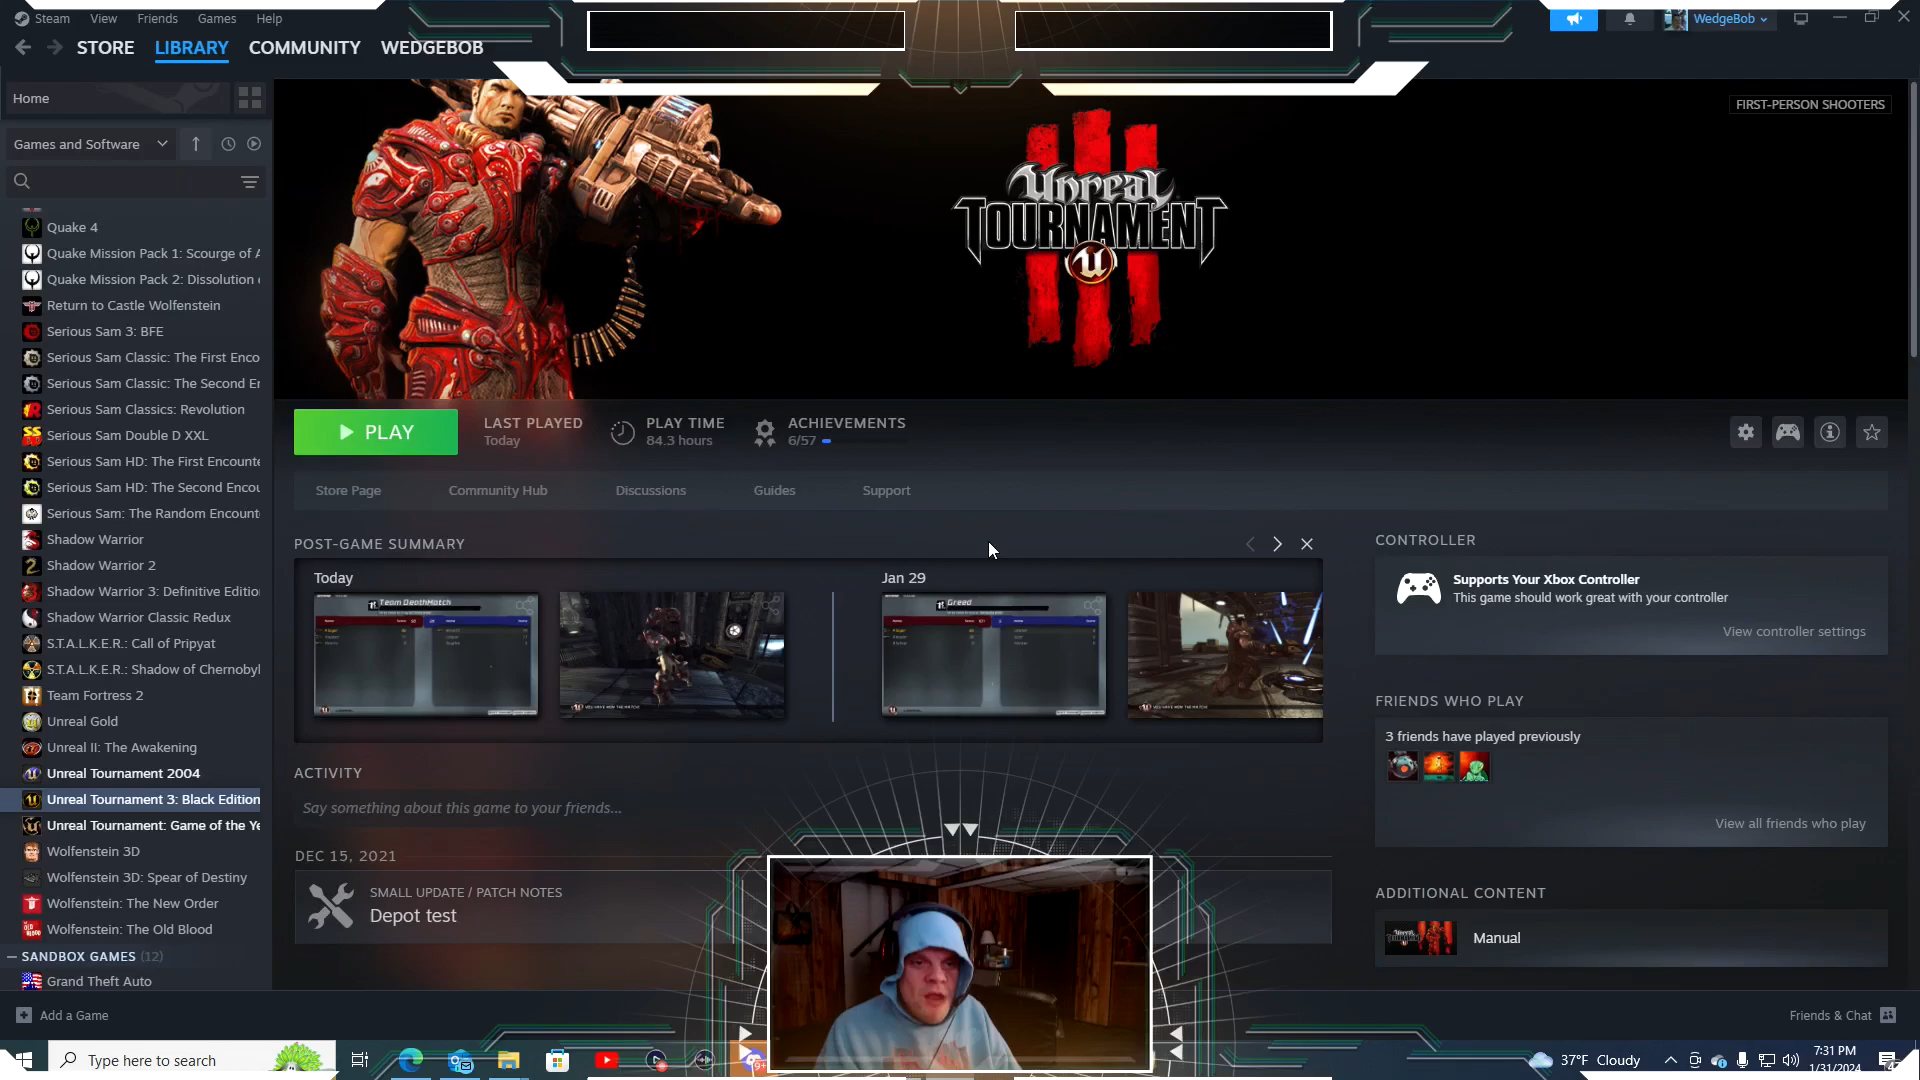 Steam View Friends Games Help
WedgeBob
STORE LIBRARY COMMUNITY WEDGEBOB
Home
FIRST-PERSON SHOOTERS
Games and Software
Unreal
TOURNAMENT
Quake 4
Quake Mission Pack 1: Scourge of A
Quake Mission Pack 2: Dissolution
Return to Castle Wolfenstein
Serious Sam 3: BFE
Serious Sam Classic: The First Enco
Serious Sam Classic: The Second En
Serious Sam Classics: Revolution
Serious Sam Double D XXL
Serious Sam HD: The First Encounte
Serious Sam HD: The Second Encou
Serious Sam: The Random Encount
Shadow Warrior
Shadow Warrior 2
Shadow Warrior 3: Definitive Editio
Shadow Warrior Classic Redux
S.T.A.L.K.E.R.: Call of Pripyat
S.T.A.L.K.E.R.: Shadow of Chernobyl
Team Fortress 2
Unreal Gold
Unreal II: The Awakening
Unreal Tournament 2004
Unreal Tournament 3: Black Edition
Unreal Tournament: Game of the Ye
Wolfenstein 3D
Wolfenstein 3D: Spear of Destiny
Wolfenstein: The New Order
Wolfenstein: The Old Blood
SANDBOX GAMES (12)
Grand Theft Auto
Add a Game
PLAY
LAST PLAYED
Today
PLAY TIME
84.3 hours
ACHIEVEMENTS
6/57
Store Page Community Hub Discussions Guides Support
POST-GAME SUMMARY
Today
Jan 29
Team DeathMatch
Greed
YOU HAVE WON THE MATCH!
YOU HAVE WON THE MATCH!
ACTIVITY
Say something about this game to your friends...
DEC 15, 2021
SMALL UPDATE / PATCH NOTES
Depot test
CONTROLLER
Supports Your Xbox Controller
This game should work great with your controller
View controller settings
FRIENDS WHO PLAY
3 friends have played previously
View all friends who play
ADDITIONAL CONTENT
Manual
Friends & Chat
Type here to search
9+
37°F Cloudy
7:31 PM
1/31/2024